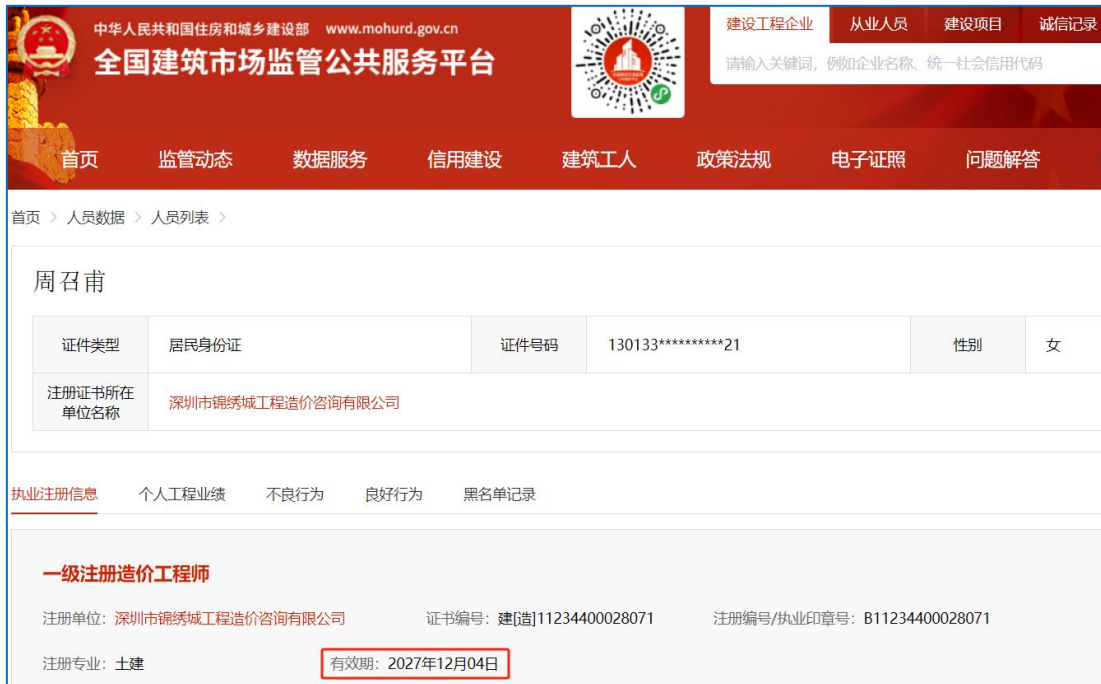 中华人民共和国住房和城乡建设部 www.mohurd.gov.cn
全国建筑市场监管公共服务平台
建设工程企业 从业人员 建设项目 诚信记录
请输入关键词，例如企业名称、统一社会信用代码
首页 监管动态 数据服务 信用建设 建筑工人 政策法规 电子证照 问题解答
首页 > 人员数据 > 人员列表 >
周召甫
证件类型 居民身份证 证件号码 130133**********21 性别 女
注册证书所在
单位名称
深圳市锦绣城工程造价咨询有限公司
执业注册信息 个人工程业绩 不良行为 良好行为 黑名单记录
一级注册造价工程师
注册单位：深圳市锦绣城工程造价咨询有限公司 证书编号：建[造]11234400028071 注册编号/执业印章号：B11234400028071
注册专业：土建 有效期：2027年12月04日